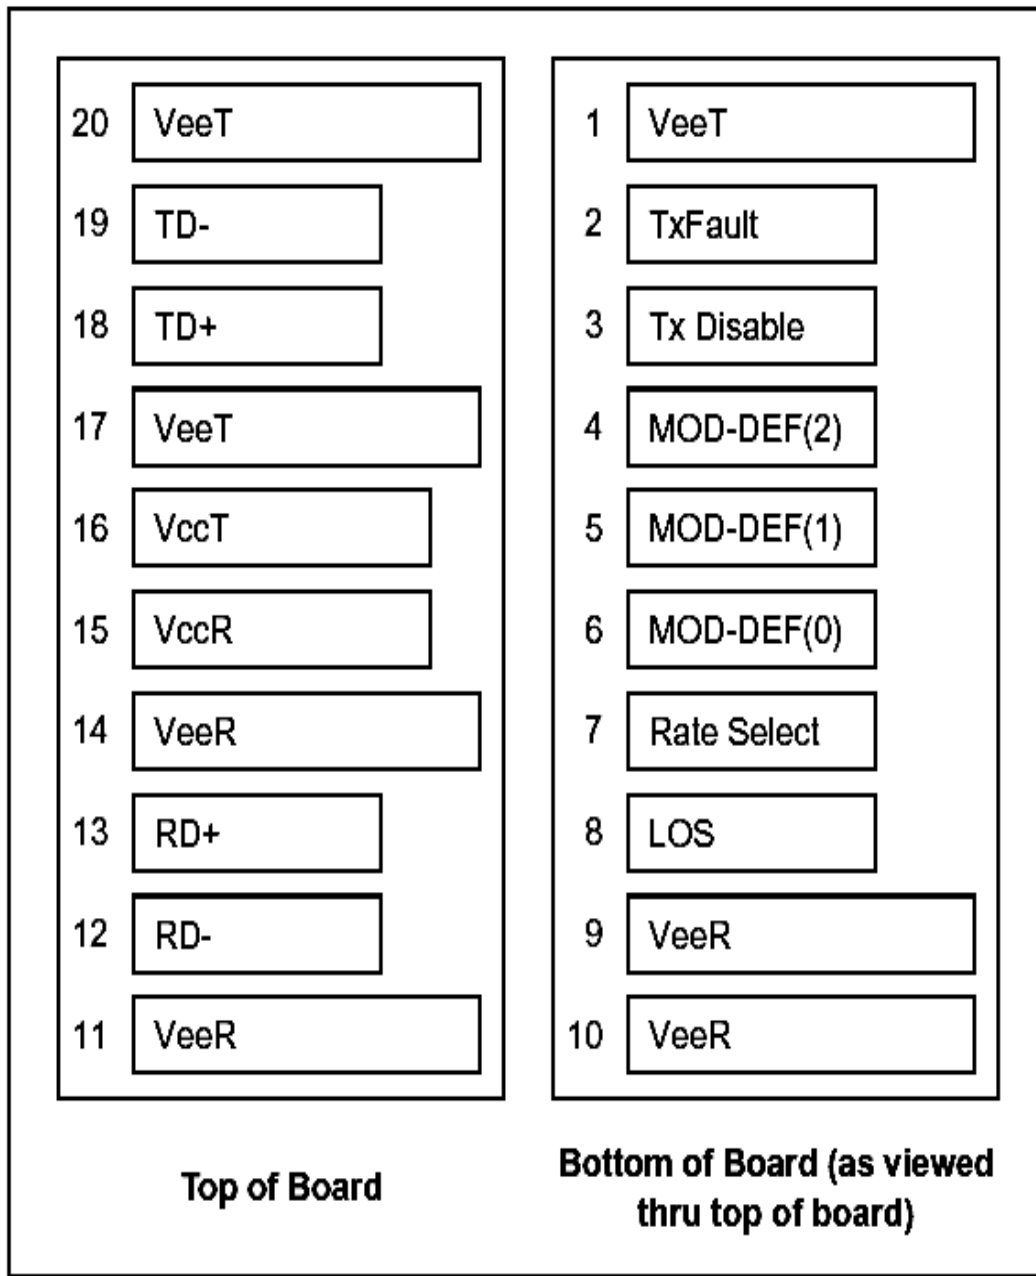 20 VeeT
19 TD-
18 TD+
17 VeeT
16 VccT
15 VccR
14 VeeR
13 RD+
12 RD-
11 VeeR
Top of Board
1 VeeT
2 TxFault
3 Tx Disable
4 MOD-DEF(2)
5 MOD-DEF(1)
6 MOD-DEF(0)
7 Rate Select
8 LOS
9 VeeR
10 VeeR
Bottom of Board (as viewed
thru top of board)